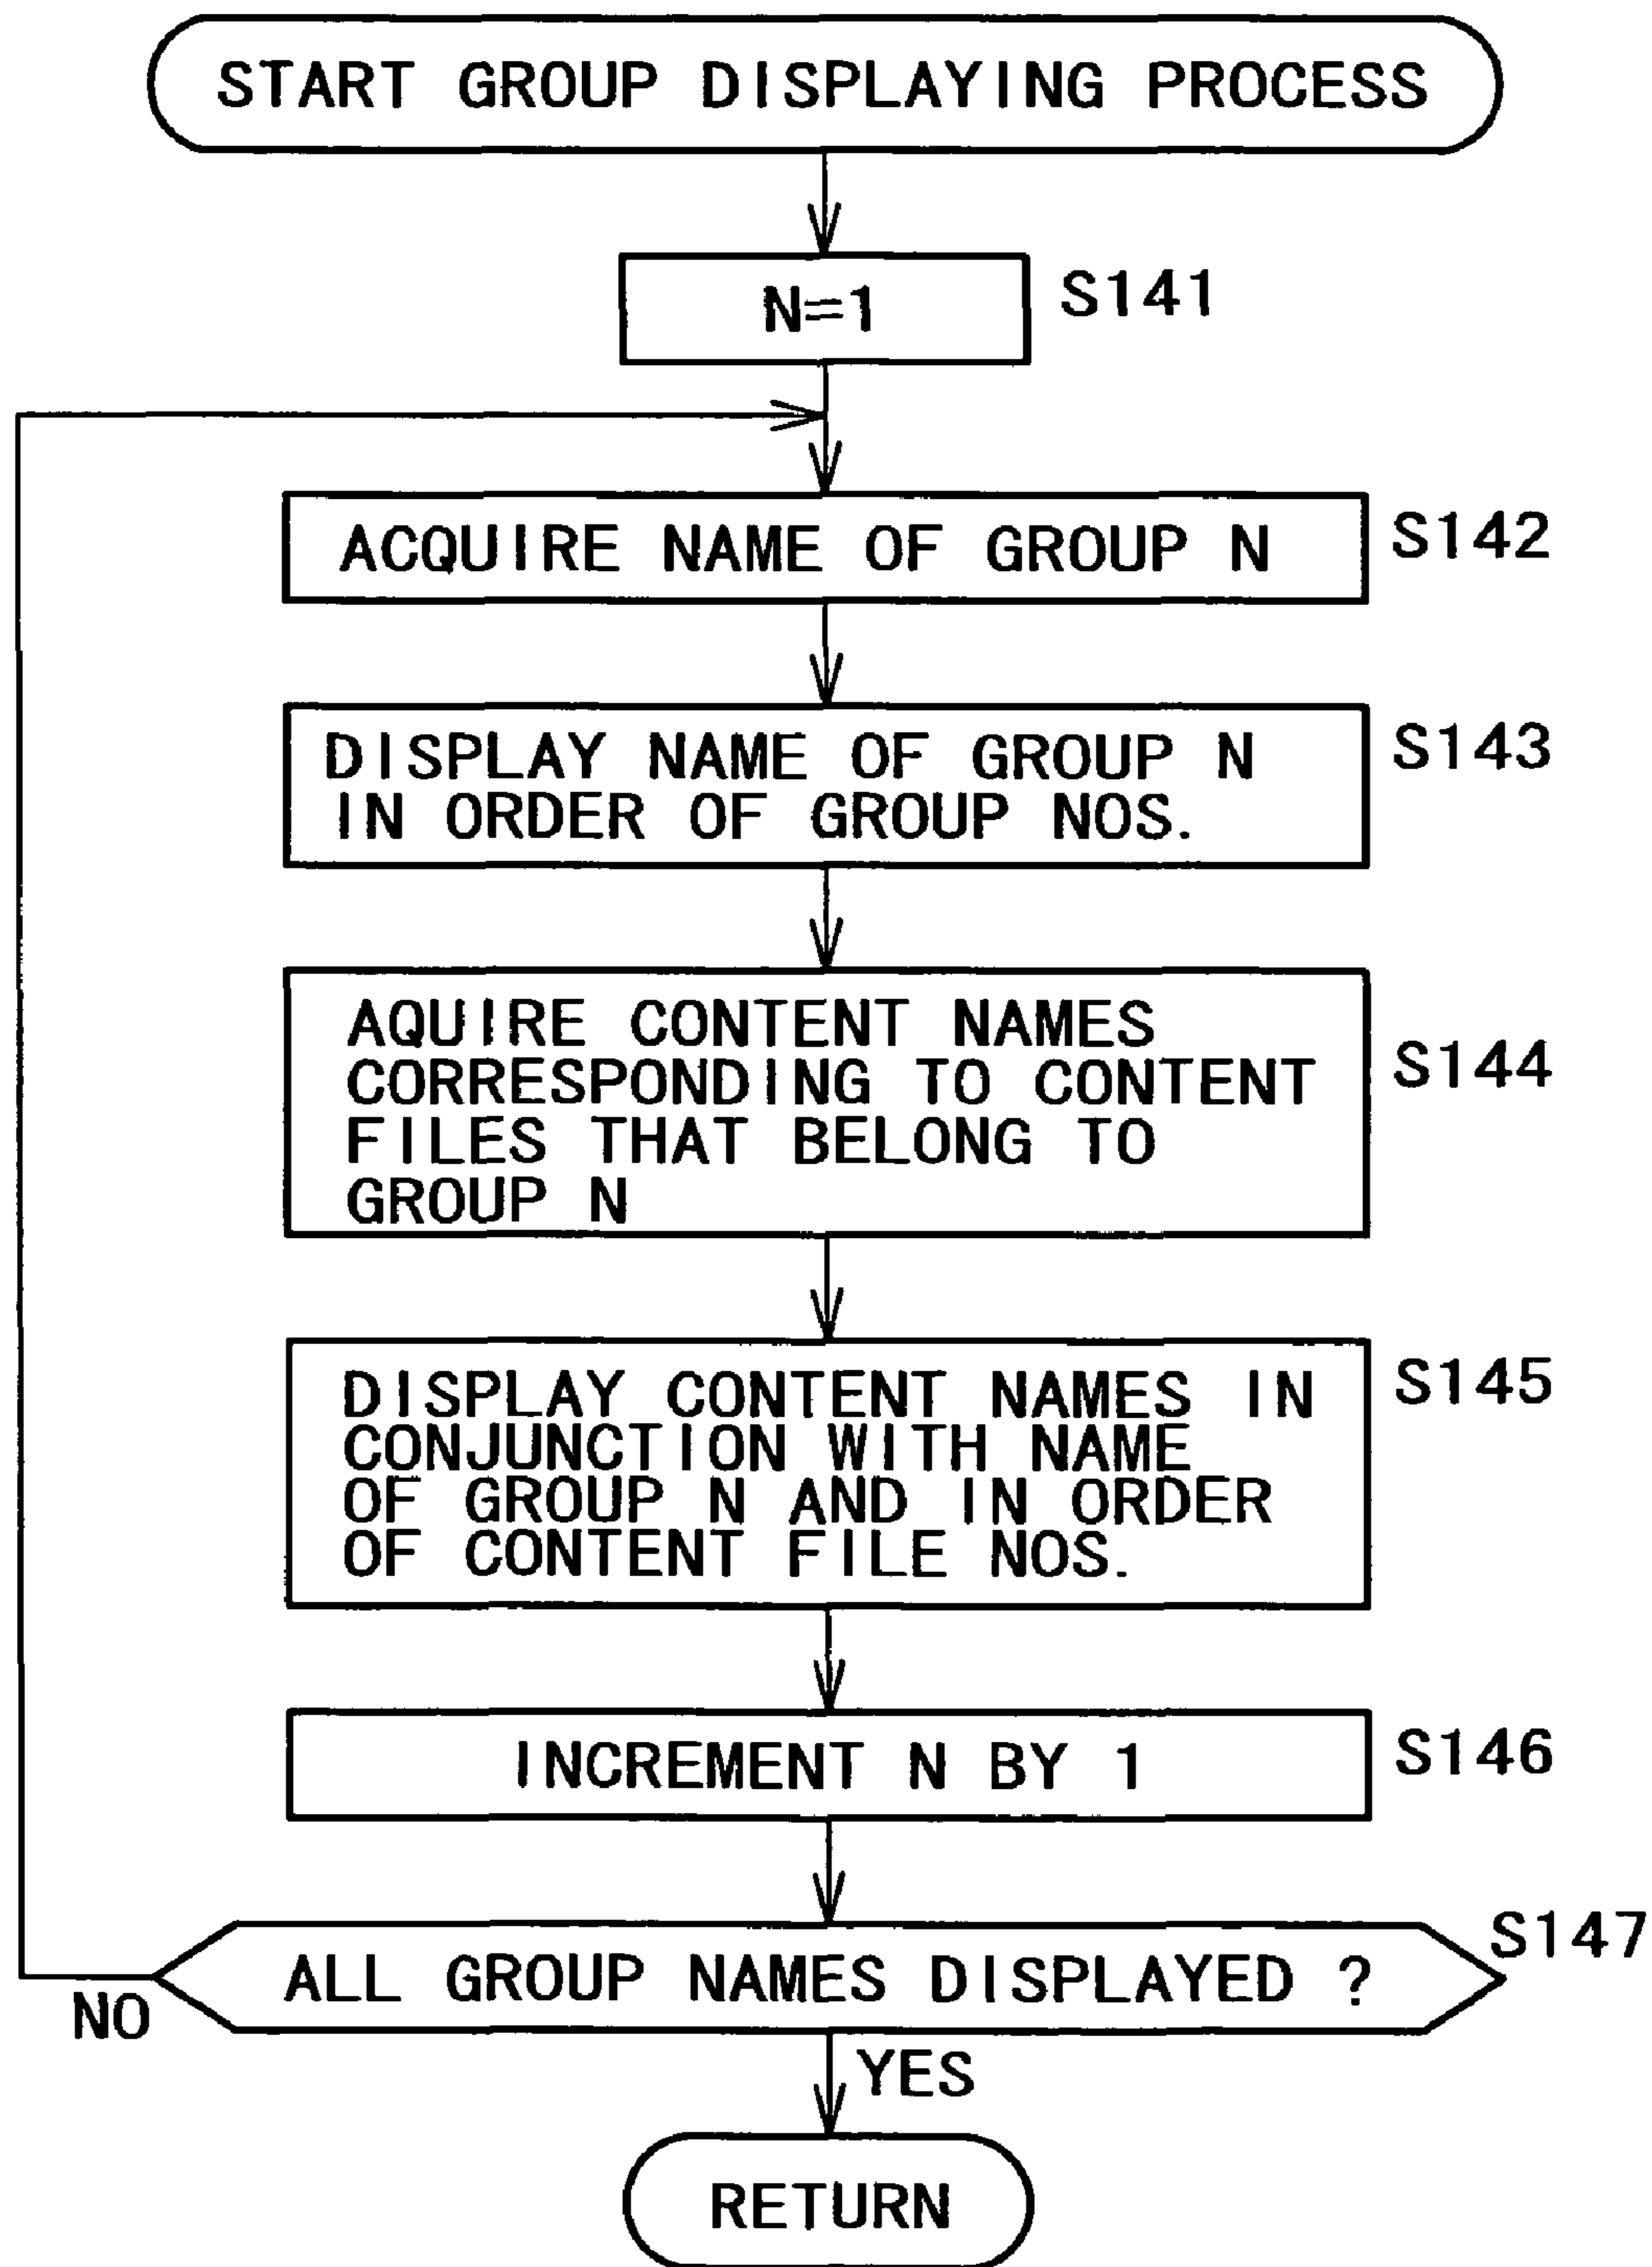 START GROUP DISPLAYING PROCESS
N=1
S141
ACQUIRE NAME OF GROUP N
S142
DISPLAY NAME OF GROUP N
IN ORDER OF GROUP NOS.
S143
AQUIRE CONTENT NAMES
CORRESPONDING TO CONTENT
FILES THAT BELONG TO
GROUP N
S144
DISPLAY CONTENT NAMES IN
CONJUNCTION WITH NAME
OF GROUP N AND IN ORDER
OF CONTENT FILE NOS.
S145
INCREMENT N BY 1
S146
ALL GROUP NAMES DISPLAYED ?
S147
NO
YES
RETURN